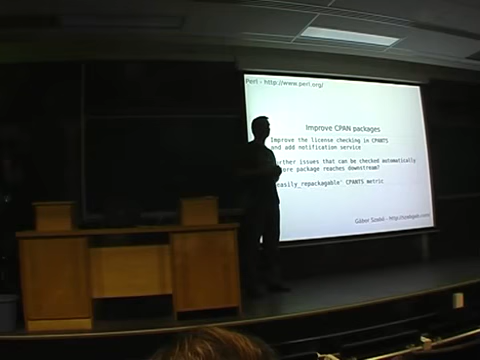 Perl - http://www.perl.org/
Improve CPAN packages
Improve the license checking in CPANTS
and add notification service
further issues that can be checked automatically
package reaches downstream?
easily_repackagable' CPANTS metric
Gábor Szabó - http://szabgab.com/